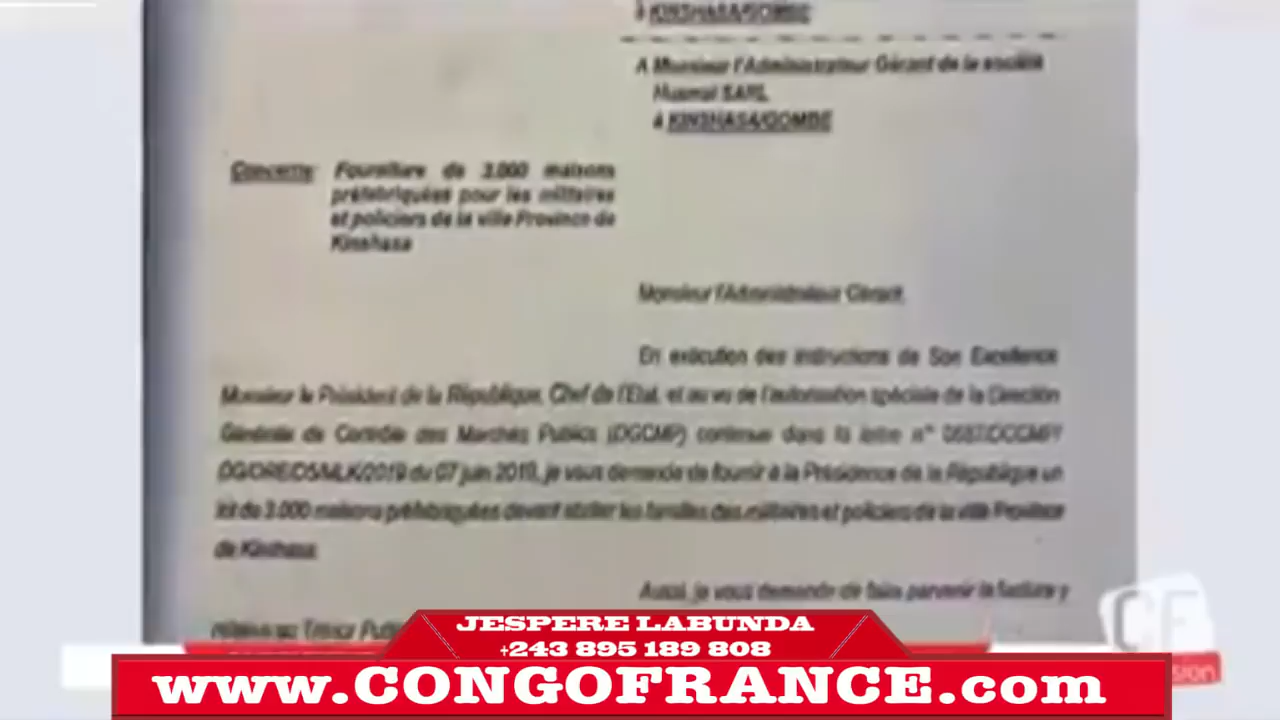 à KINSHASA/GOMBE
A Monsieur l'Administrateur Gérant de la société
Husmal SARL
à KINSHASA/GOMBE
Concerne: Fourniture de 3.000 maisons
préfabriquées pour les militaires
et policiers de la ville Province de
Kinshasa
Monsieur l'Administrateur Gérant,
En exécution des instructions de Son Excellence
Monsieur le Président de la République, Chef de l'Etat, et au vu de l'autorisation spéciale de la Direction
Générale de Contrôle des Marchés Publics (DGCMP) contenue dans la lettre n°
du 07 juin 2019, je vous demande de fournir à la Présidence de la République un
lot de 3.000 maisons préfabriquées devant abriter les familles des militaires et policiers de la ville Province
de Kinshasa.
Aussi, je vous demande de faire parvenir la facture y
JESPERE LABUNDA
+243 895 189 808
www.CONGOFRANCE.com